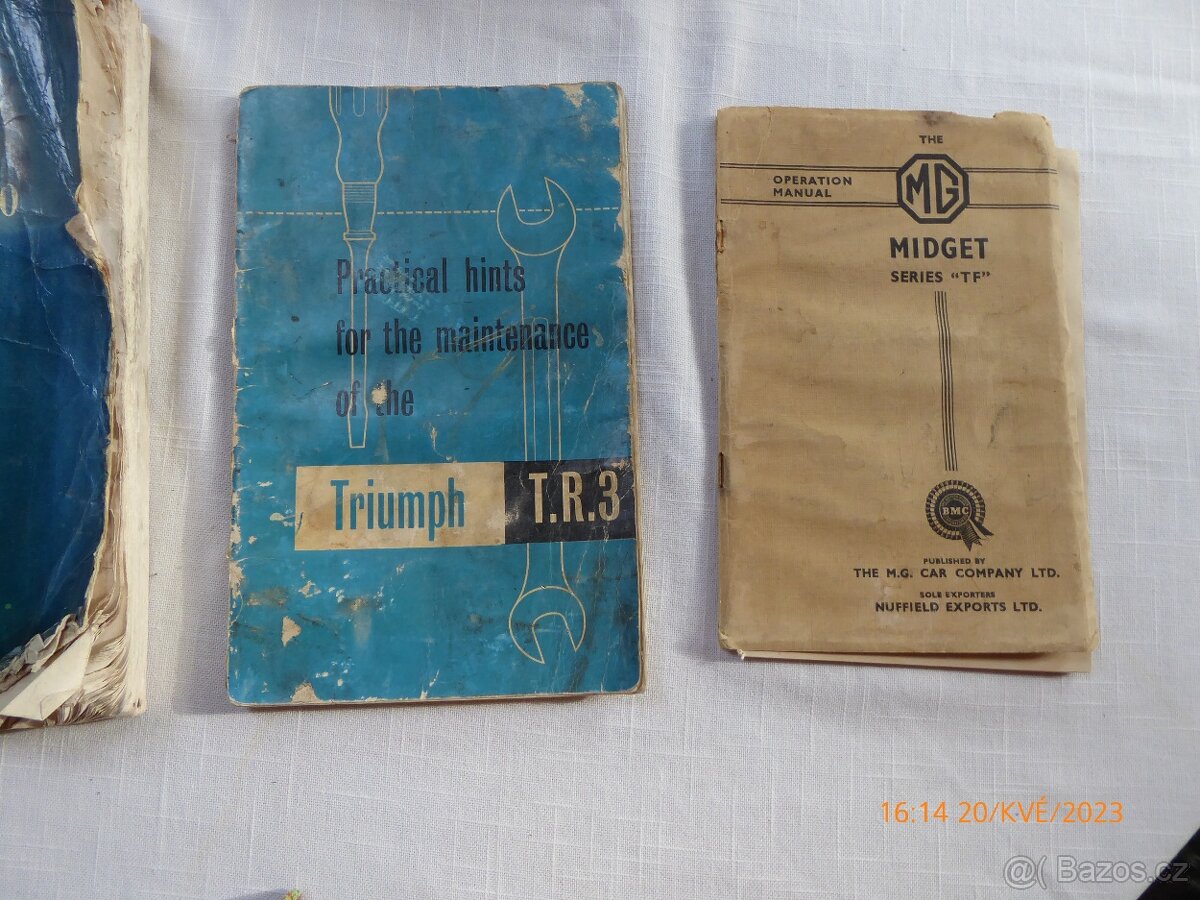 0
Practical hints
for the maintenance
of the
Triumph T.R.3
THE
OPERATION
MANUAL
MG
MIDGET
SERIES "TF"
BMC
PUBLISHED BY
THE M.G. CAR COMPANY LTD.
SOLE EXPORTERS
NUFFIELD EXPORTS LTD.
16:14 20/KVĚ/2023
@( Bazos.cz